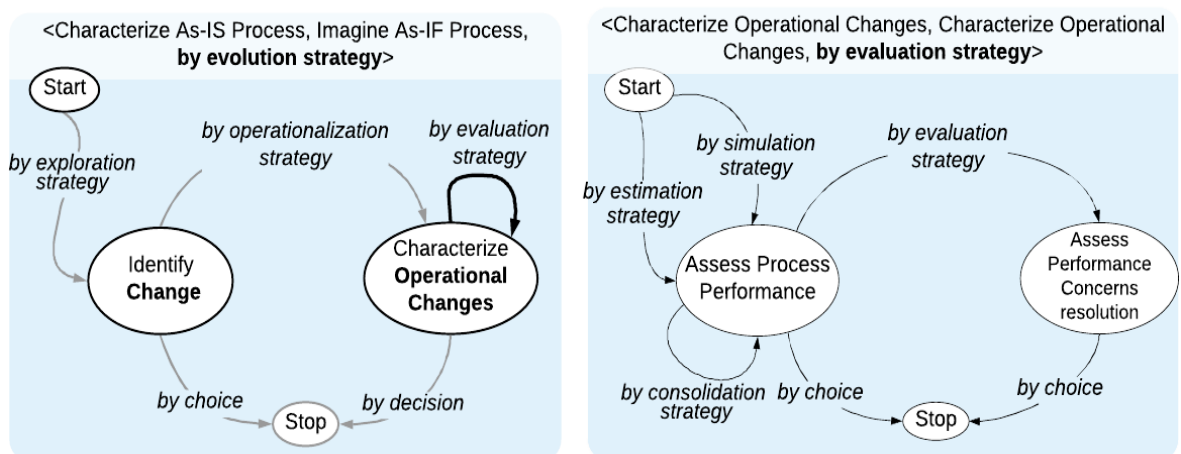 <Characterize As-IS Process, Imagine As-IF Process,
by evolution strategy>
Start
by exploration
strategy
by operationalization
strategy
by evaluation
strategy
Identify
Change
Characterize
Operational
Changes
by choice
by decision
Stop
<Characterize Operational Changes, Characterize Operational
Changes, by evaluation strategy>
Start
by simulation
strategy
by estimation
strategy
by evaluation
strategy
Assess Process
Performance
Assess
Performance
Concerns
resolution
by consolidation
strategy
by choice
by choice
Stop